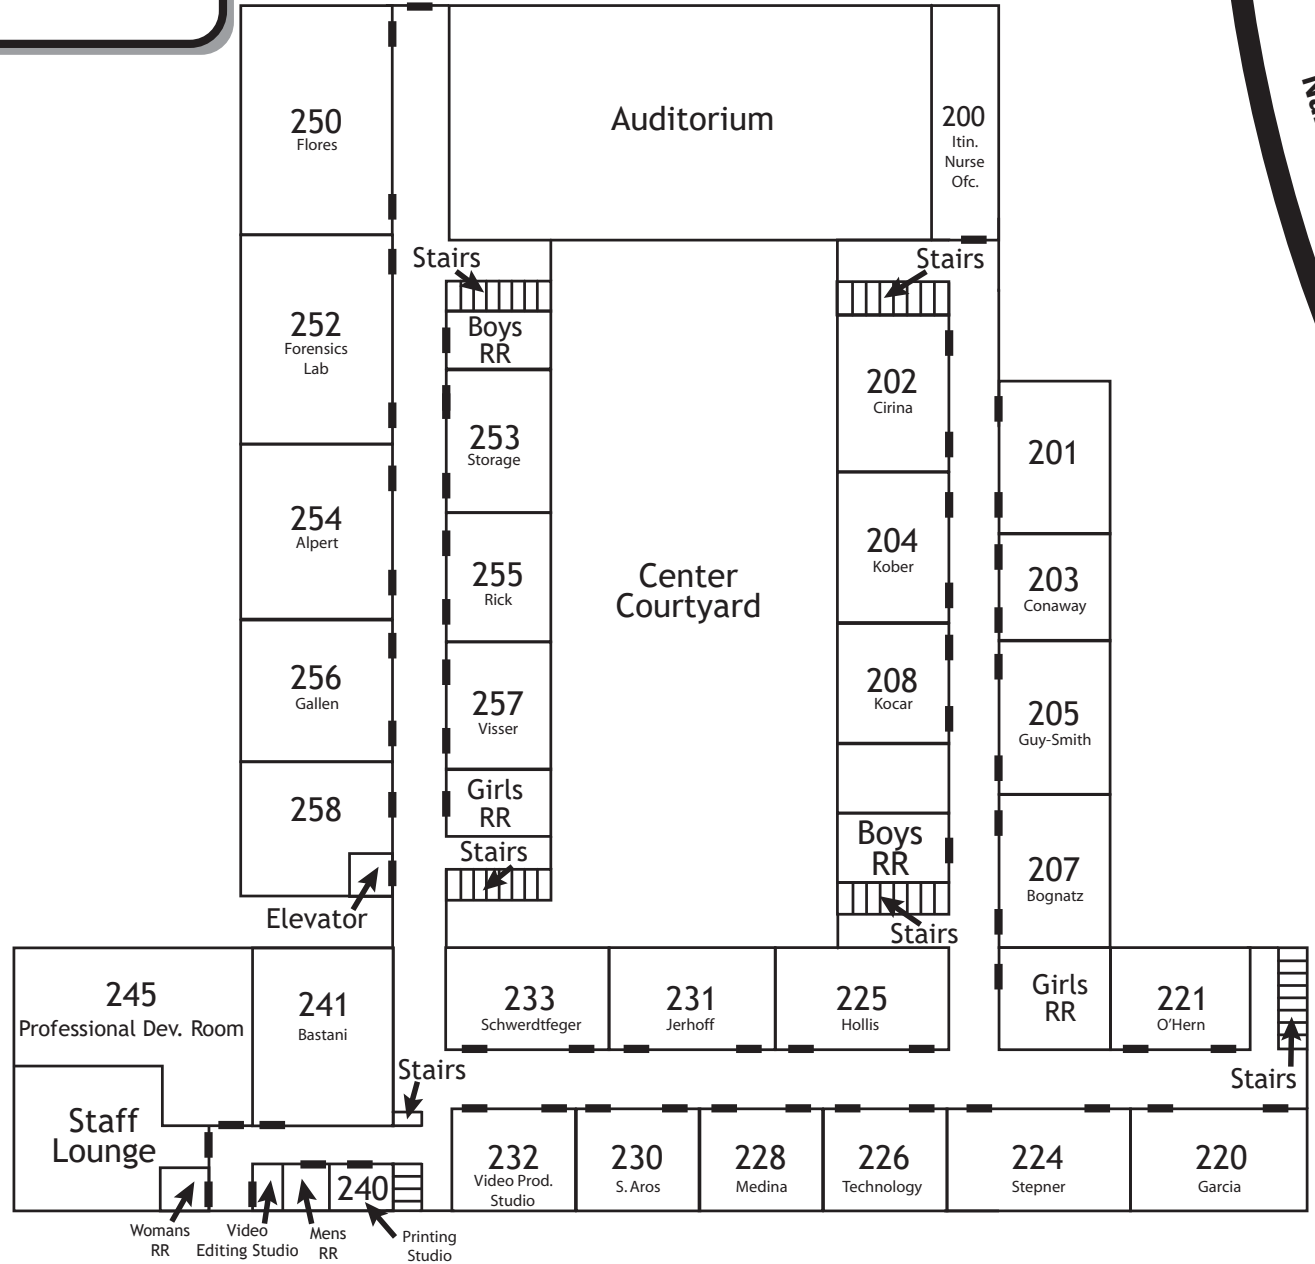 250
Flores
Auditorium
200
Itin.
Nurse
Ofc.
Stairs
Stairs
252
Forensics
Lab
Boys
RR
202
Cirina
253
Storage
201
254
Alpert
204
Kober
255
Rick
Center
Courtyard
203
Conaway
256
Gallen
208
Kocar
257
Visser
205
Guy-Smith
258
Girls
RR
Boys
RR
Stairs
207
Bognatz
Elevator
Stairs
245
Professional Dev. Room
241
Bastani
233
Schwerdtfeger
231
Jerhoff
225
Hollis
Girls
RR
221
O'Hern
Stairs
Stairs
Staff
Lounge
232
Video Prod.
Studio
230
S. Aros
228
Medina
226
Technology
224
Stepner
220
Garcia
240
Womans
RR
Video
Editing Studio
Mens
RR
Printing
Studio